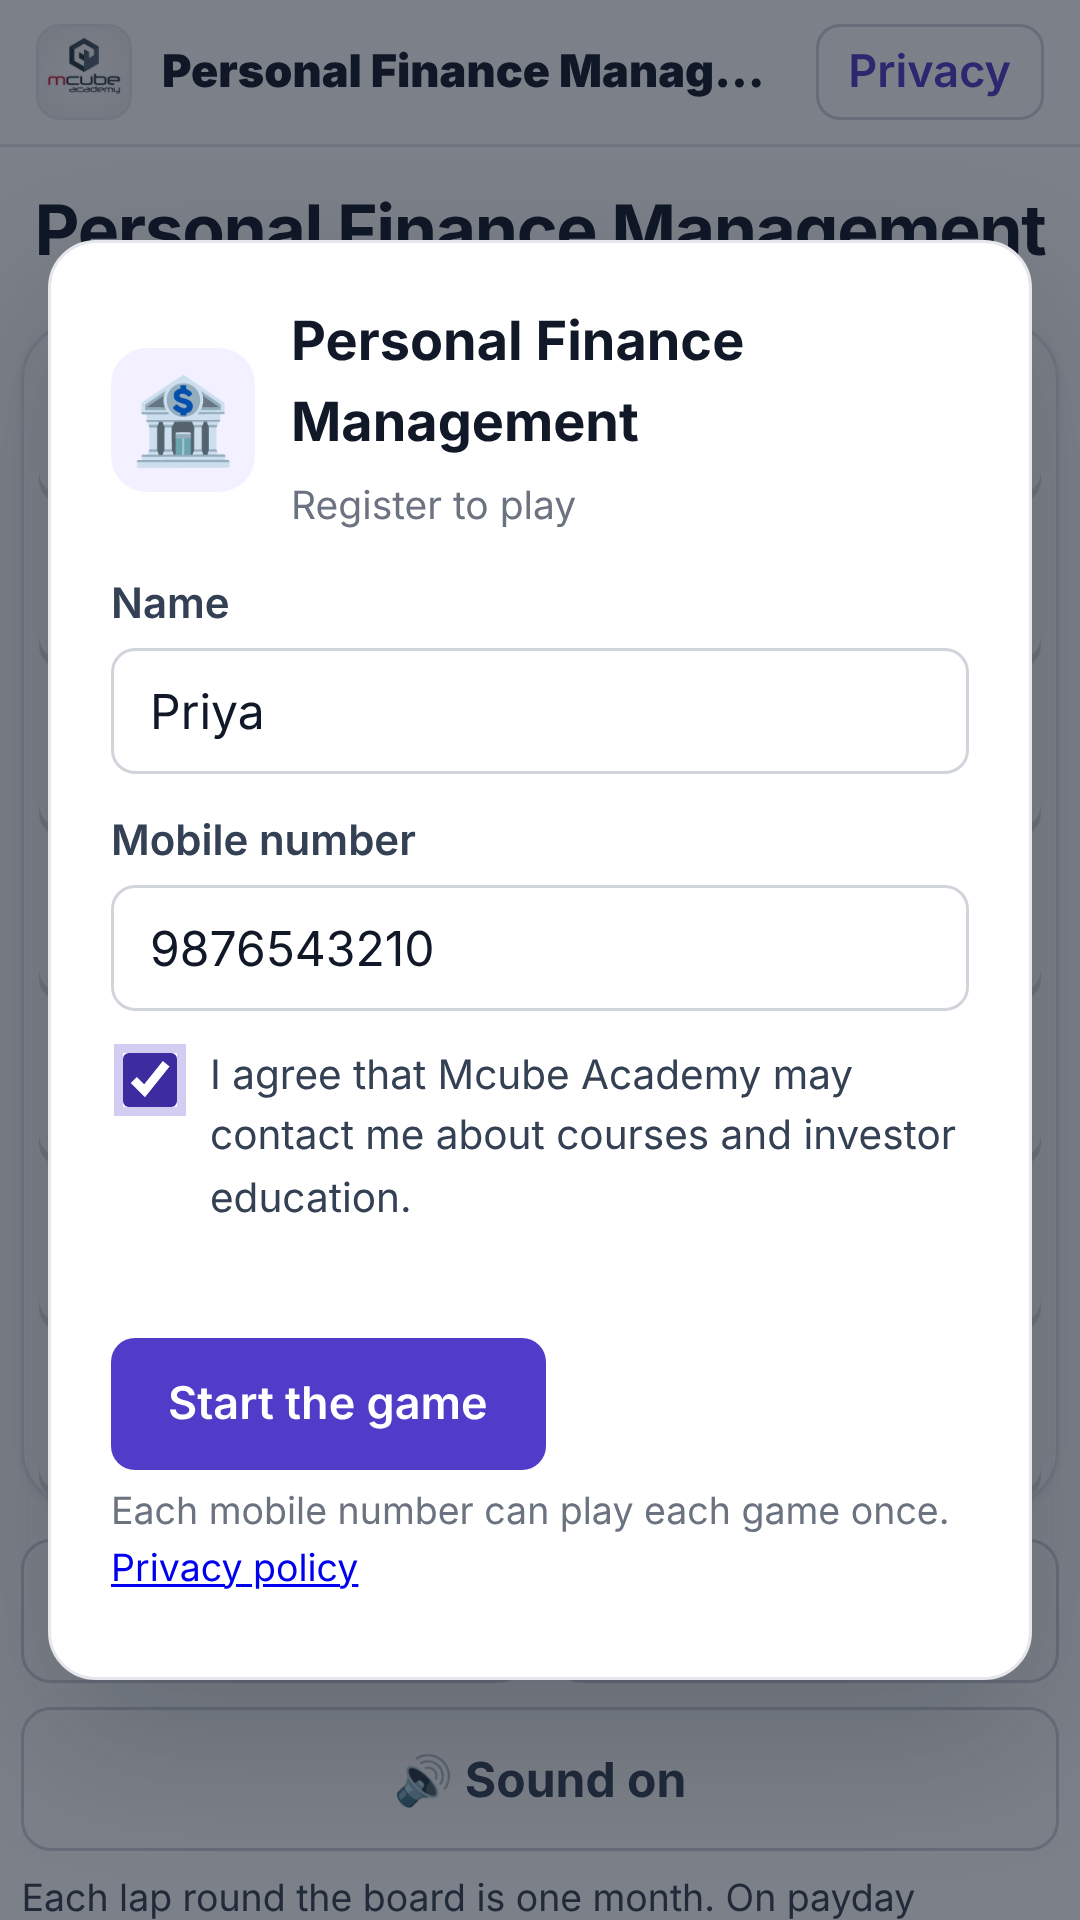 mcube
academy
Personal Finance Manag...
Privacy
Personal Finance Management
Personal Finance
Management
Register to play
Name
Priya
Mobile number
9876543210
I agree that Mcube Academy may
contact me about courses and investor
education.
Start the game
Each mobile number can play each game once.
Privacy policy
Sound on
Each lap round the board is one month. On payday